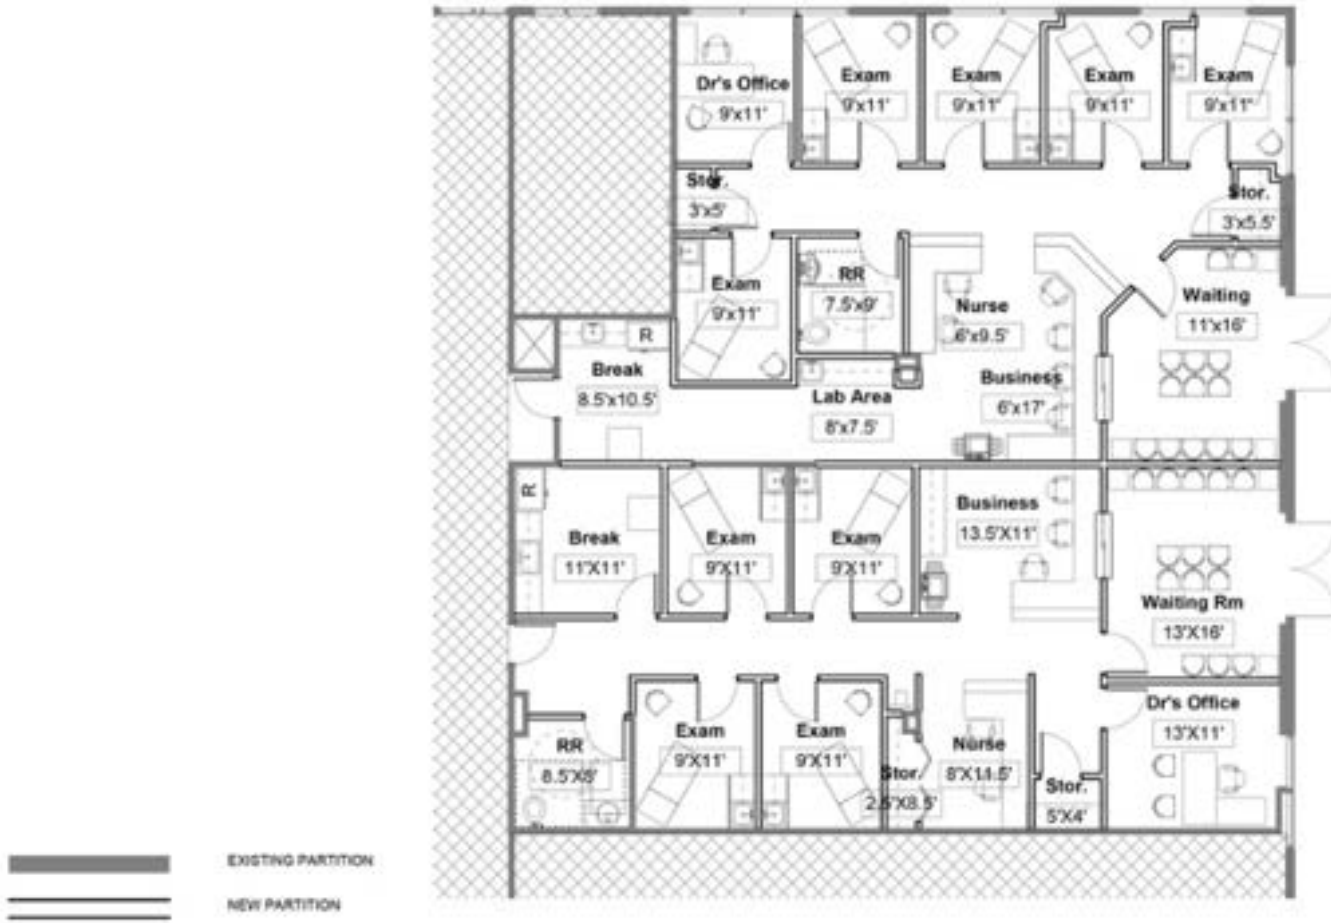 Dr's Office
9'x11'
Exam
9'x11'
Exam
9'x11'
Exam
9'x11'
Exam
9'x11'
Stor.
3'x5'
Stor.
3'x5.5'
Exam
9'x11'
RR
7.5'x9'
Nurse
6'x9.5'
Waiting
11'x16'
R
Break
8.5'x10.5'
Lab Area
8'x7.5'
Business
6'x17'
R
Break
11'X11'
Exam
9'X11'
Exam
9'X11'
Business
13.5'X11'
Waiting Rm
13'X16'
RR
8.5'X8'
Exam
9'X11'
Exam
9'X11'
Stor.
2.5'X8.5'
Nurse
8'X11.5'
Stor.
5'X4'
Dr's Office
13'X11'
EXISTING PARTITION
NEW PARTITION